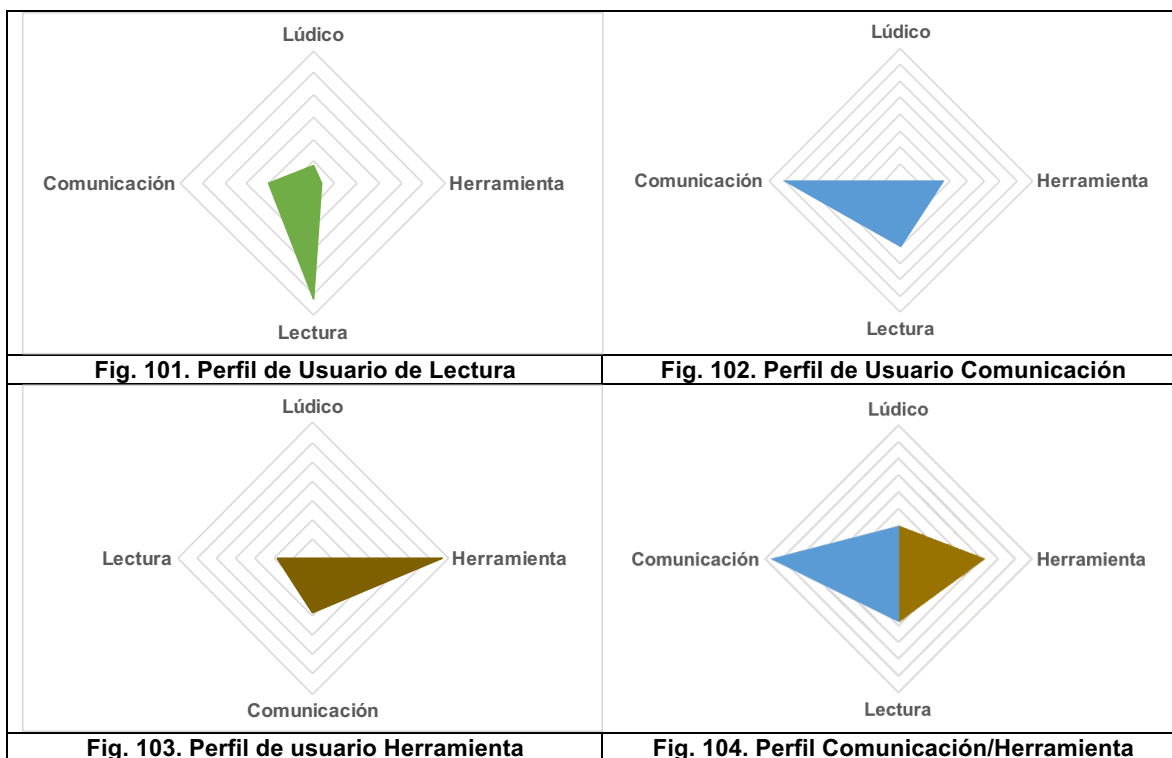 Lúdico
Comunicación
Herramienta
Lectura
Fig. 101. Perfil de Usuario de Lectura
Lúdico
Comunicación
Herramienta
Lectura
Fig. 102. Perfil de Usuario Comunicación
Lúdico
Lectura
Herramienta
Comunicación
Fig. 103. Perfil de usuario Herramienta
Lúdico
Comunicación
Herramienta
Lectura
Fig. 104. Perfil Comunicación/Herramienta